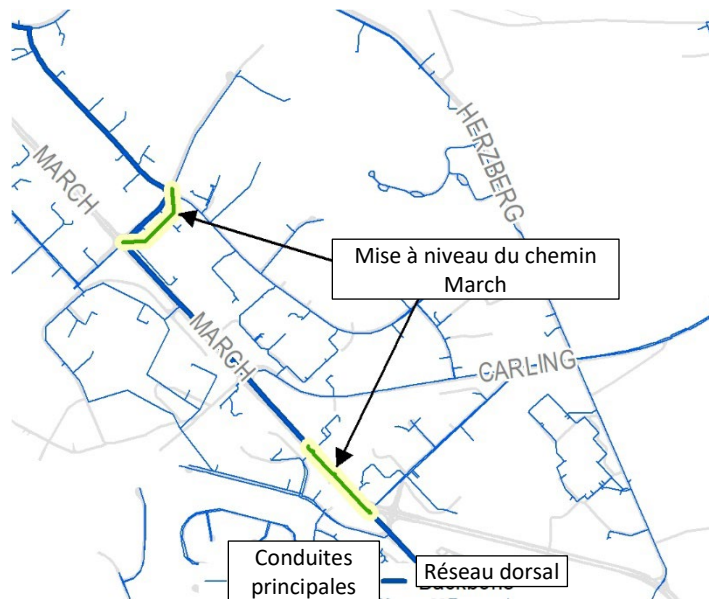 HERZBERG
MARCH
Mise à niveau du chemin
March
MARCH
CARLING
Conduites
principales
Réseau dorsal